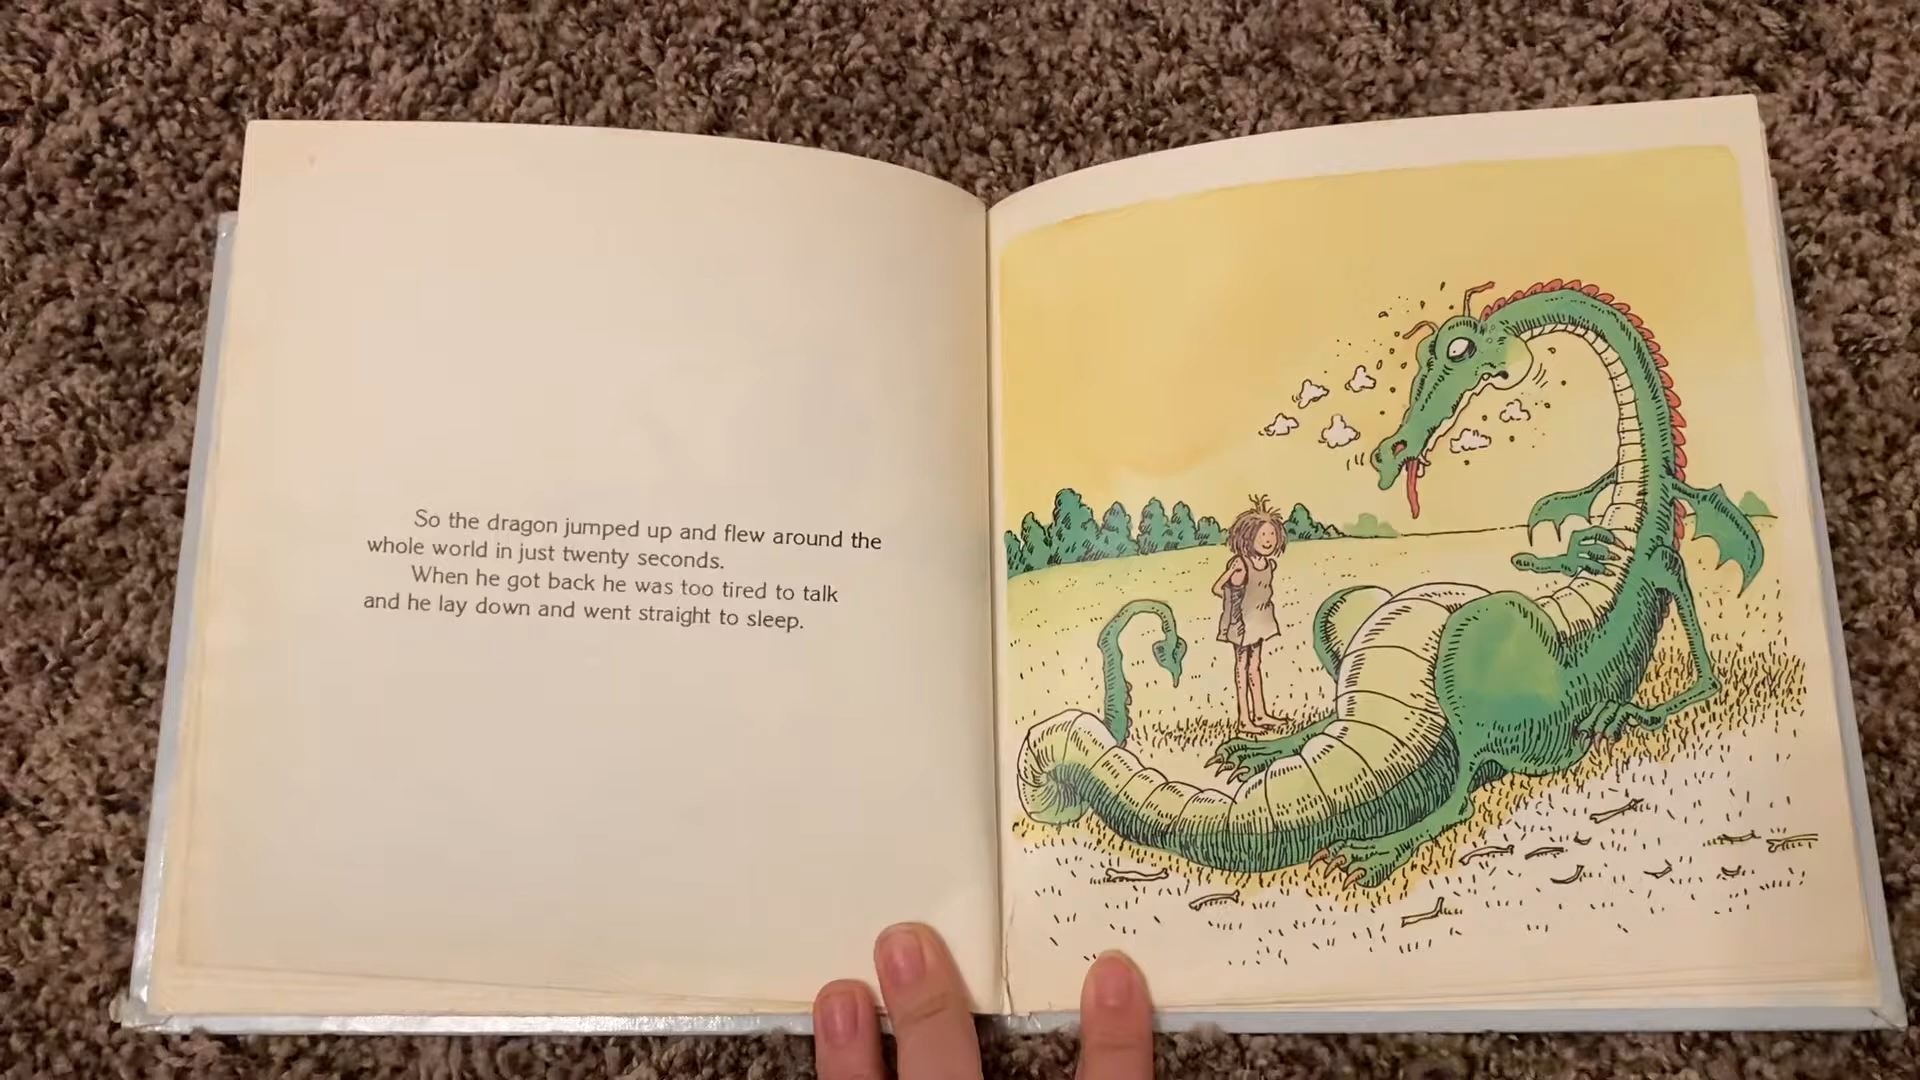 So the dragon jumped up and flew around the
whole world in just twenty seconds.
When he got back he was too tired to talk
and he lay down and went straight to sleep.